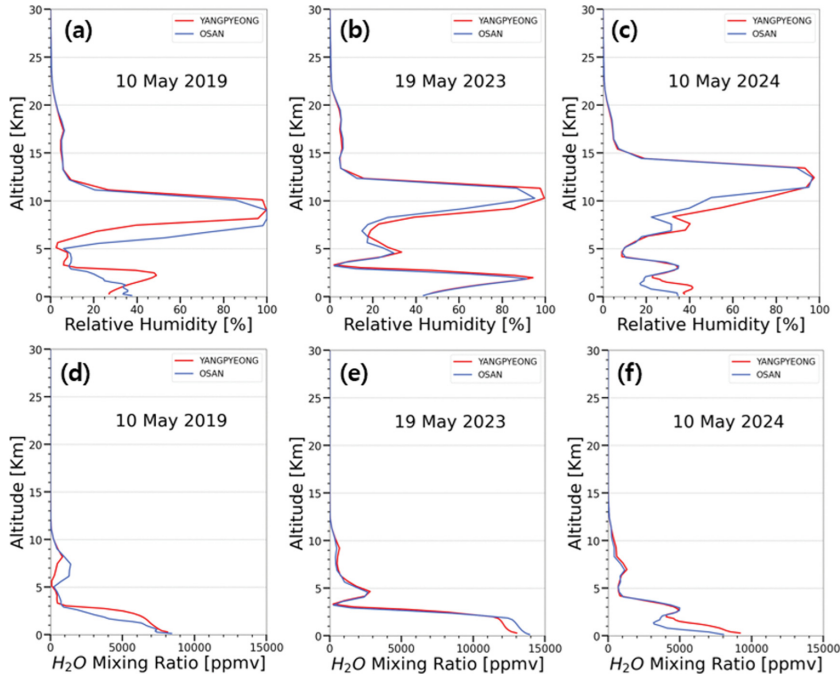 (a)
YANGPYEONG
OSAN
10 May 2019
30
25
20
15
10
5
0
Altitude [Km]
0 20 40 60 80 100
Relative Humidity [%]
(b)
YANGPYEONG
OSAN
19 May 2023
30
25
20
15
10
5
0
Altitude [Km]
0 20 40 60 80 100
Relative Humidity [%]
(c)
YANGPYEONG
OSAN
10 May 2024
30
25
20
15
10
5
0
Altitude [Km]
0 20 40 60 80 100
Relative Humidity [%]
(d)
YANGPYEONG
OSAN
10 May 2019
30
25
20
15
10
5
0
Altitude [Km]
0 5000 10000 15000
H₂O Mixing Ratio [ppmv]
(e)
YANGPYEONG
OSAN
19 May 2023
30
25
20
15
10
5
0
Altitude [Km]
0 5000 10000 15000
H₂O Mixing Ratio [ppmv]
(f)
YANGPYEONG
OSAN
10 May 2024
30
25
20
15
10
5
0
Altitude [Km]
0 5000 10000 15000
H₂O Mixing Ratio [ppmv]